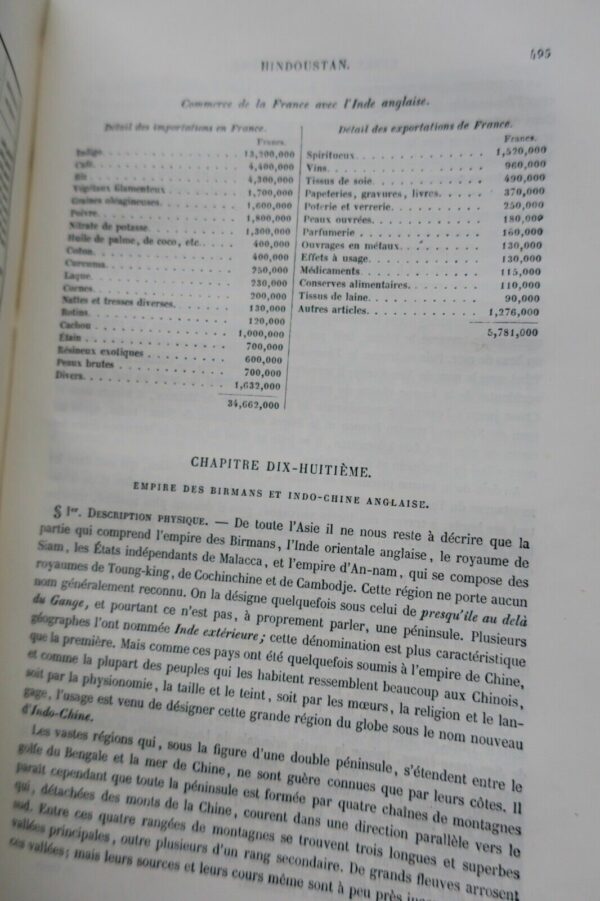 HINDOUSTAN.
495
Commerce de la France avec l'Inde anglaise.
Détail des importations en France.
Francs.
Indigo. 13,200,000
Café. 4,400,000
Riz 4,300,000
Végétaux filamenteux 1,700,000
Graines oléagineuses. 1,600,000
Poivre. 1,800,000
Nitrate de potasse. 1,300,000
Huile de palme, de coco, etc. 400,000
Coton. 400,000
Curcuma. 250,000
Laque. 230,000
Cornes. 200,000
Nattes et tresses diverses. 130,000
Rotins. 120,000
Cachou 1,000,000
Étain 700,000
Résineux exotiques 600,000
Peaux brutes 700,000
Divers. 1,632,000
34,662,000
Détail des exportations de France.
Francs.
Spiritueux 1,520,000
Vins. 960,000
Tissus de soie. 490,000
Papeteries, gravures, livres. 370,000
Poterie et verrerie. 250,000
Peaux ouvrées. 180,000
Parfumerie 160,000
Ouvrages en métaux. 130,000
Effets à usage. 130,000
Médicaments. 115,000
Conserves alimentaires. 110,000
Tissus de laine. 90,000
Autres articles. 1,276,000
5,781,000
CHAPITRE DIX-HUITIÈME.
EMPIRE DES BIRMANS ET INDO-CHINE ANGLAISE.
§ Ier. DESCRIPTION PHYSIQUE. — De toute l'Asie il ne nous reste à décrire que la
partie qui comprend l'empire des Birmans, l'Inde orientale anglaise, le royaume de
Siam, les États indépendants de Malacca, et l'empire d'An-nam, qui se compose des
royaumes de Toung-king, de Cochinchine et de Cambodje. Cette région ne porte aucun
nom généralement reconnu. On la désigne quelquefois sous celui de presqu'île au delà
du Gange, et pourtant ce n'est pas, à proprement parler, une péninsule. Plusieurs
géographes l'ont nommée Inde extérieure; cette dénomination est plus caractéristique
que la première. Mais comme ces pays ont été quelquefois soumis à l'empire de Chine,
et comme la plupart des peuples qui les habitent ressemblent beaucoup aux Chinois,
soit par la physionomie, la taille et le teint, soit par les mœurs, la religion et le lan-
gage, l'usage est venu de désigner cette grande région du globe sous le nom nouveau
d'Indo-Chine.
Les vastes régions qui, sous la figure d'une double péninsule, s'étendent entre le
golfe du Bengale et la mer de Chine, ne sont guère connues que par leurs côtes. Il
paraît cependant que toute la péninsule est formée par quatre chaînes de montagnes
qui, détachées des monts de la Chine, courent dans une direction parallèle vers le
sud. Entre ces quatre rangées de montagnes se trouvent trois longues et superbes
vallées principales, outre plusieurs d'un rang secondaire. De grands fleuves arrosent
ces vallées; mais leurs sources et leurs cours même sont à peu près